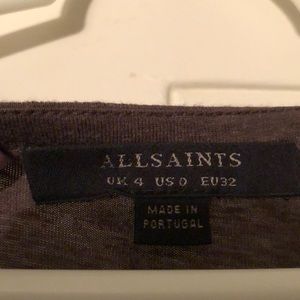 ALLSAINTS
UK 4 US 0 EU32
MADE IN
PORTUGAL